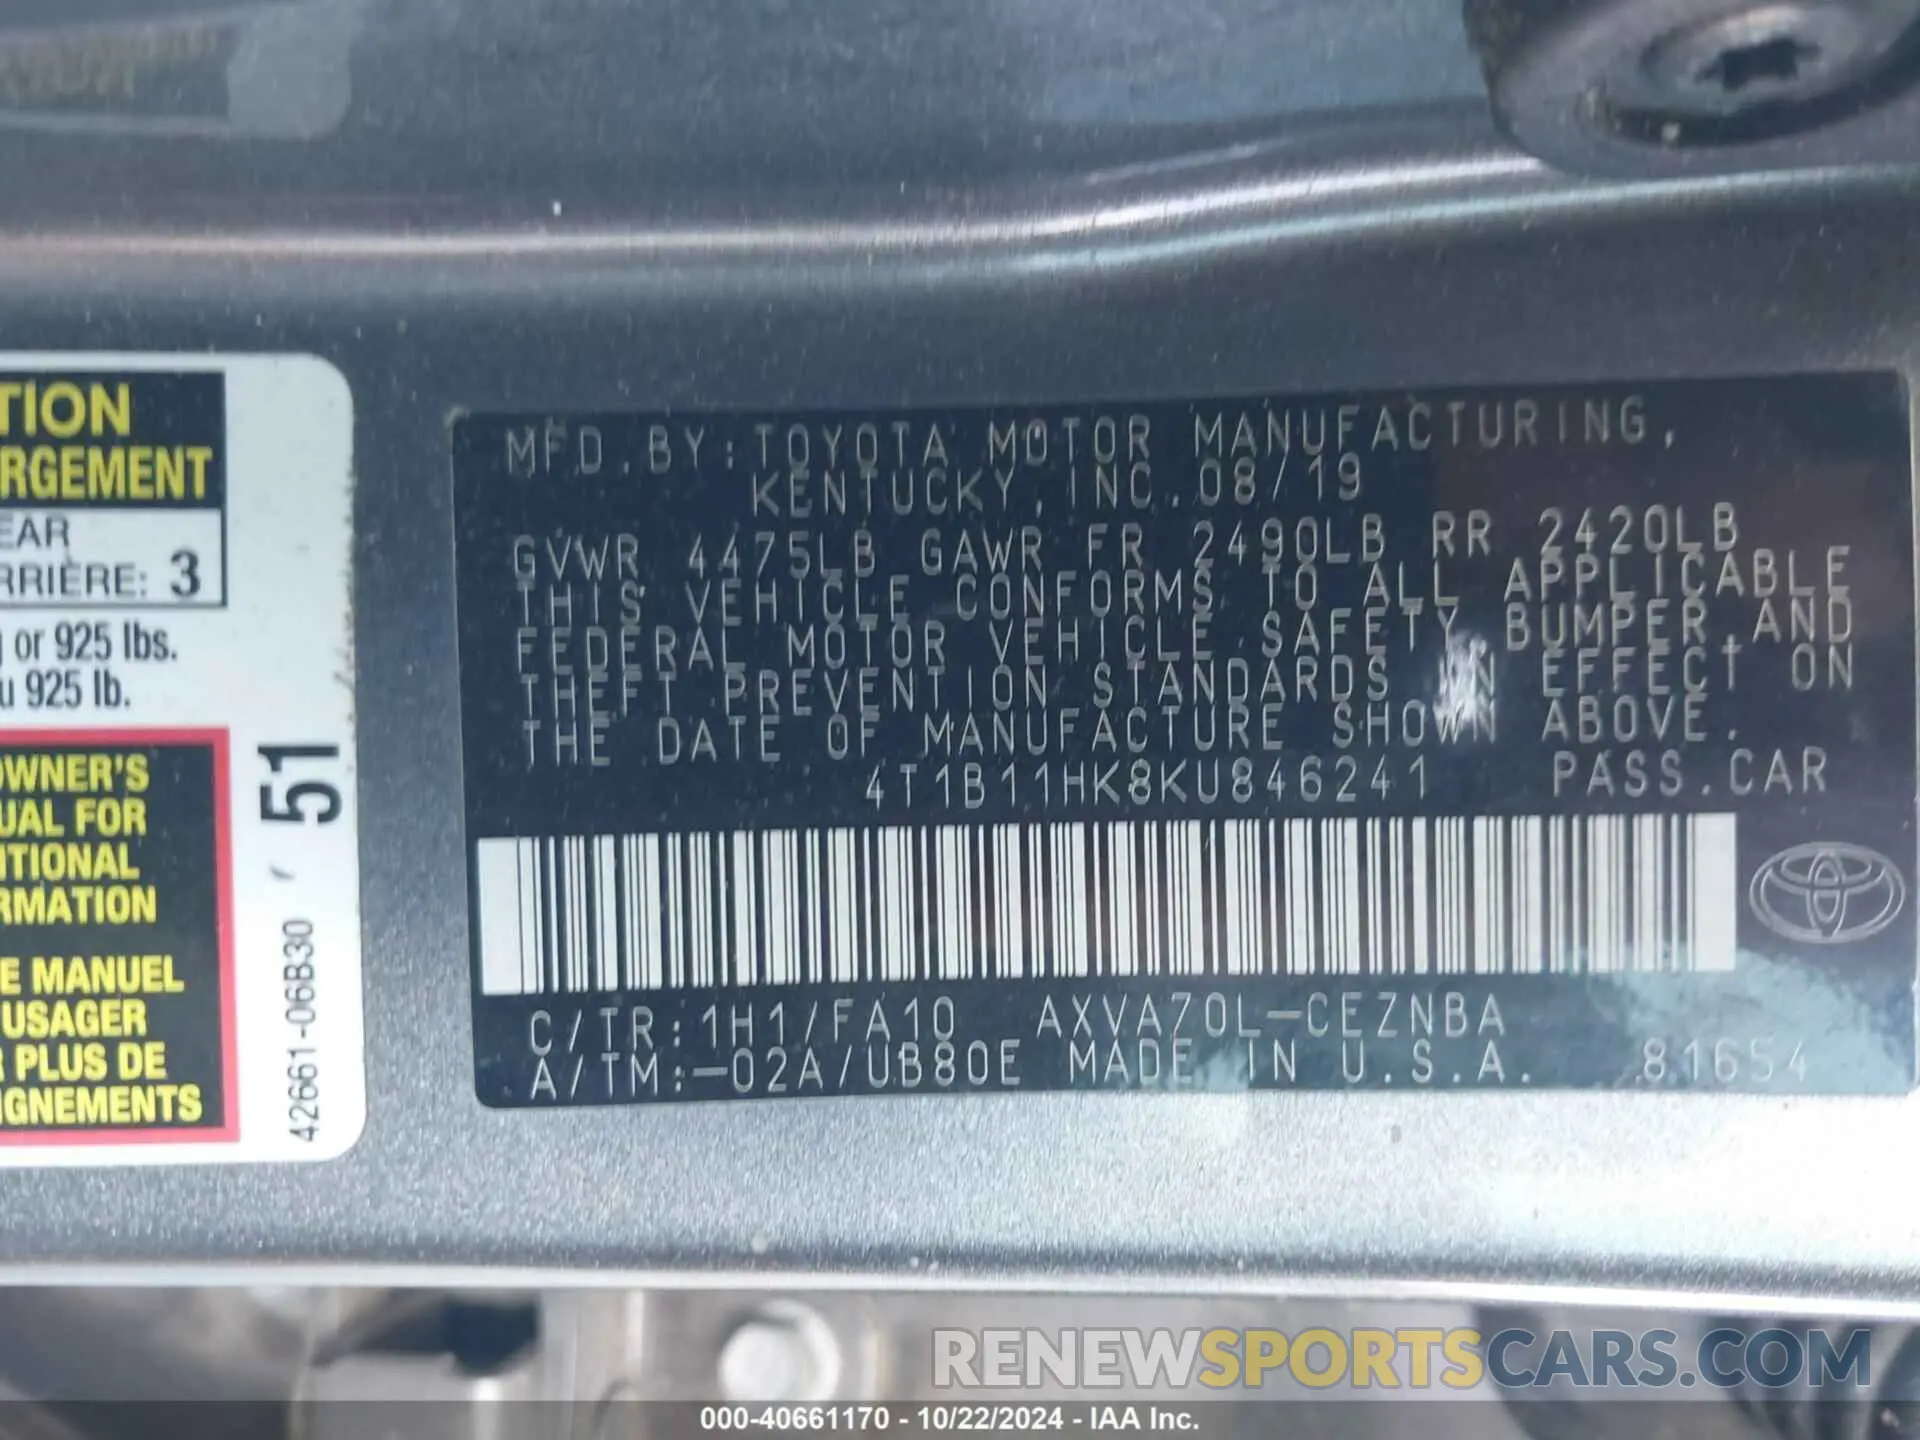 TION
RGEMENT
EAR
RRIÈRE: 3
or 925 lbs.
u 925 lb.
OWNER'S
UAL FOR
ITIONAL
RMATION
E MANUEL
USAGER
PLUS DE
IGNEMENTS
51
42661-06B30
MFD.BY:TOYOTA MOTOR MANUFACTURING,
KENTUCKY,INC.08/19
GVWR 4475LB GAWR FR 2490LB RR 2420LB
THIS VEHICLE CONFORMS TO ALL APPLICABLE
FEDERAL MOTOR VEHICLE SAFETY, BUMPER,AND
THEFT PREVENTION STANDARDS IN EFFECT ON
THE DATE OF MANUFACTURE SHOWN ABOVE.
4T1B11HK8KU846241 PASS.CAR
C/TR:1H1/FA10 AXVA70L-CEZNBA
A/TM:-02A/UB80E MADE IN U.S.A. 81654
RENEWSPORTSCARS.COM
000-40661170 - 10/22/2024 - IAA Inc.